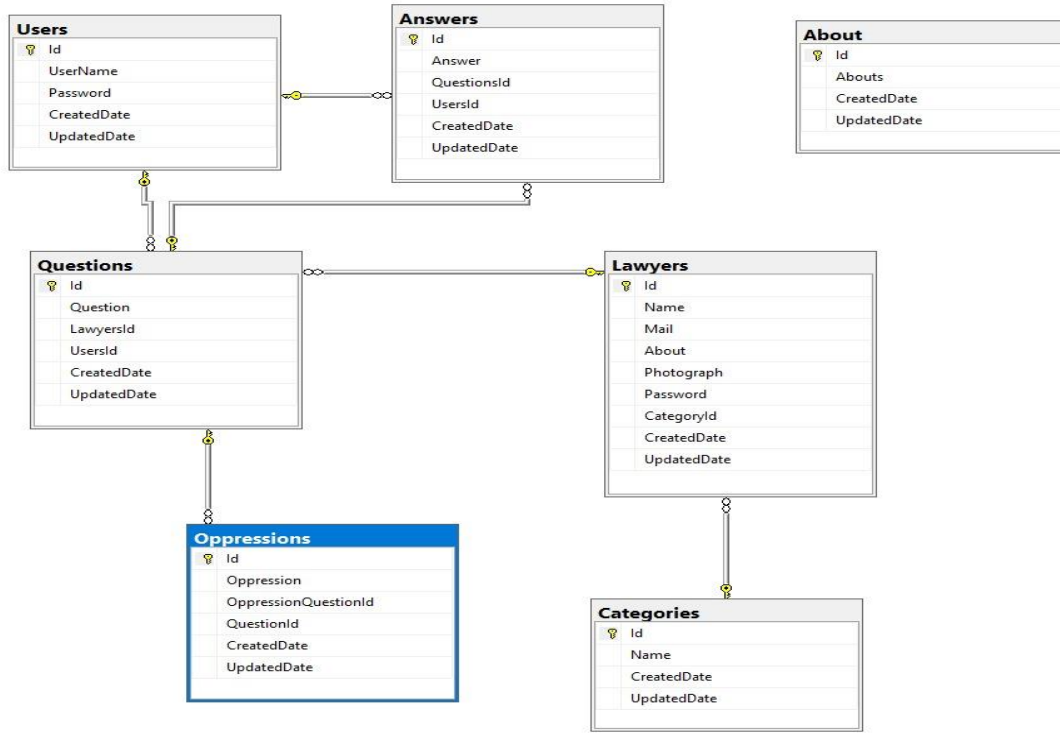 Users
Id
UserName
Password
CreatedDate
UpdatedDate
Answers
Id
Answer
QuestionsId
UsersId
CreatedDate
UpdatedDate
About
Id
Abouts
CreatedDate
UpdatedDate
Questions
Id
Question
LawyersId
UsersId
CreatedDate
UpdatedDate
Lawyers
Id
Name
Mail
About
Photograph
Password
CategoryId
CreatedDate
UpdatedDate
Oppressions
Id
Oppression
OppressionQuestionId
QuestionId
CreatedDate
UpdatedDate
Categories
Id
Name
CreatedDate
UpdatedDate